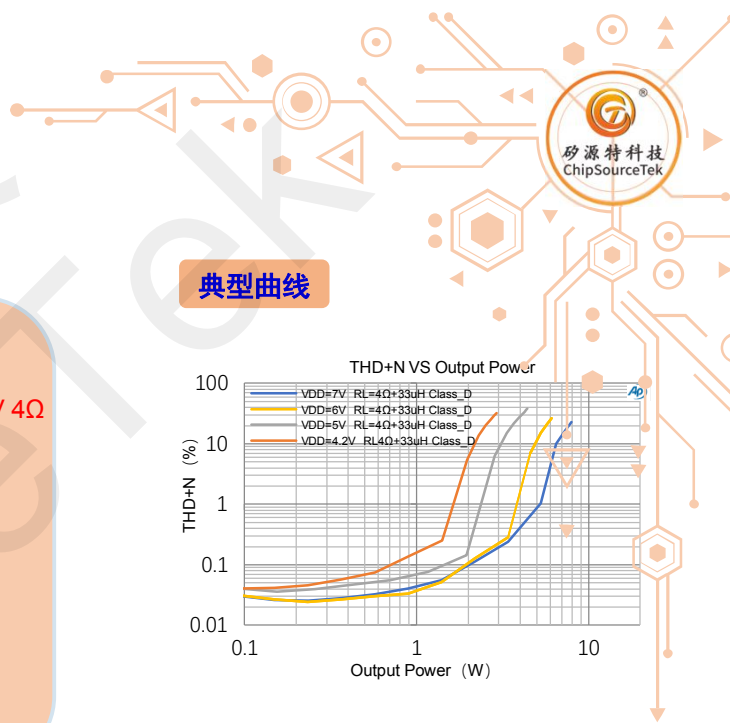 ®
矽源特科技
ChipSourceTek
典型曲线
4Ω
THD+N VS Output Power
VDD=7V RL=4Ω+33uH Class_D
VDD=6V RL=4Ω+33uH Class_D
VDD=5V RL=4Ω+33uH Class_D
VDD=4.2V RL4Ω+33uH Class_D
AP
THD+N（%）
100
10
1
0.1
0.01
0.1
1
10
Output Power（W）
Tek